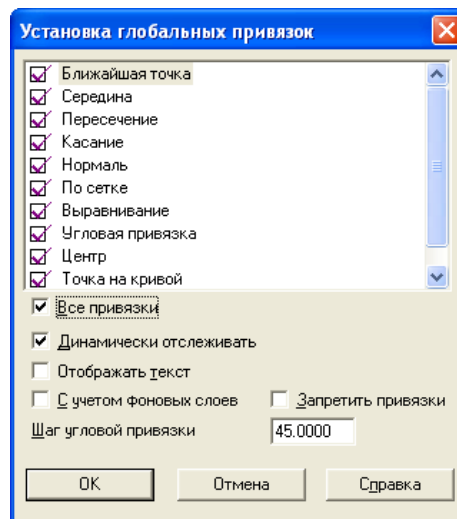 Установка глобальных привязок
Ближайшая точка
Середина
Пересечение
Касание
Нормаль
По сетке
Выравнивание
Угловая привязка
Центр
Точка на кривой
Все привязки
Динамически отслеживать
Отображать текст
С учетом фоновых слоев Запретить привязки
Шаг угловой привязки 45.0000
OK Отмена Справка